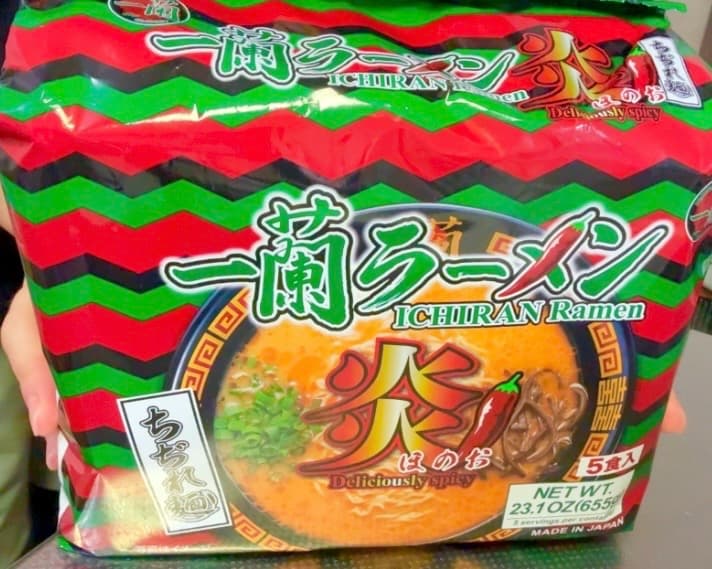 一蘭
一蘭ラーメン
ICHIRAN Ramen
炎
ほのお
Deliciously spicy
ちぢれ麺
一蘭ラーメン
ICHIRAN Ramen
炎
ほのお
Deliciously spicy
ちぢれ麺
5食入
NET WT.
23.1 OZ(655g)
5 servings per container
MADE IN JAPAN